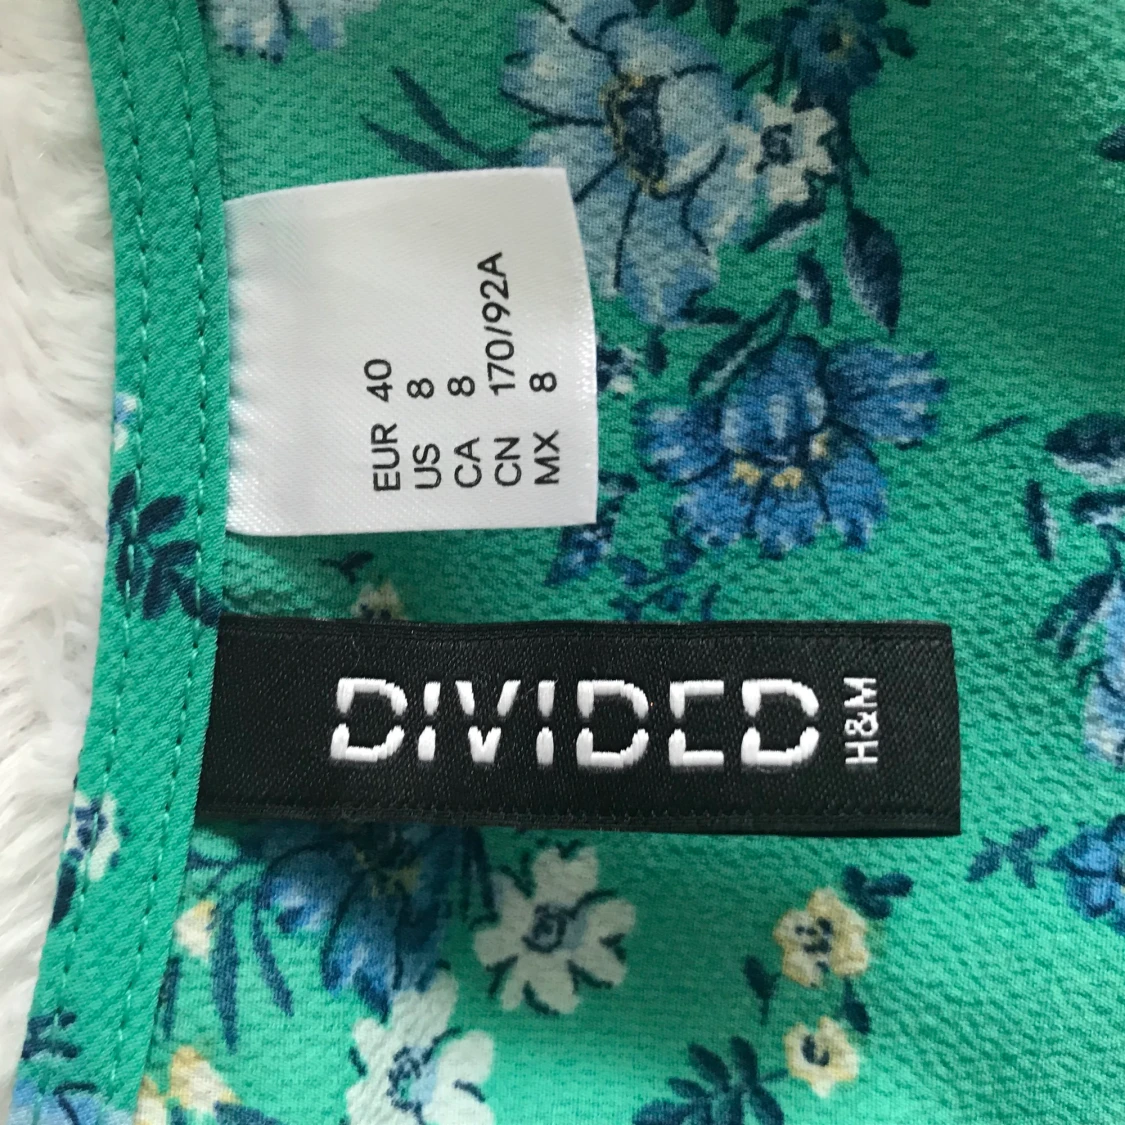 EUR 40
US 8
CA 8
CN 170/92A
MX 8
DIVIDED
H&M